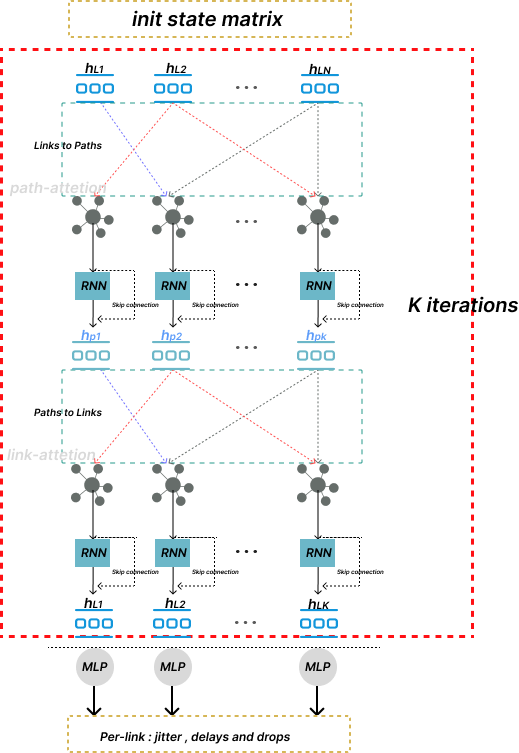 init state matrix
hL1 hL2 ... hLN
Links to Paths
path-attetion
RNN RNN ... RNN
Skip connection Skip connection Skip connection
K iterations
hp1 hp2 ... hpk
Paths to Links
link-attetion
RNN RNN ... RNN
Skip connection Skip connection Skip connection
hL1 hL2 ... hLK
MLP MLP MLP
Per-link : jitter , delays and drops